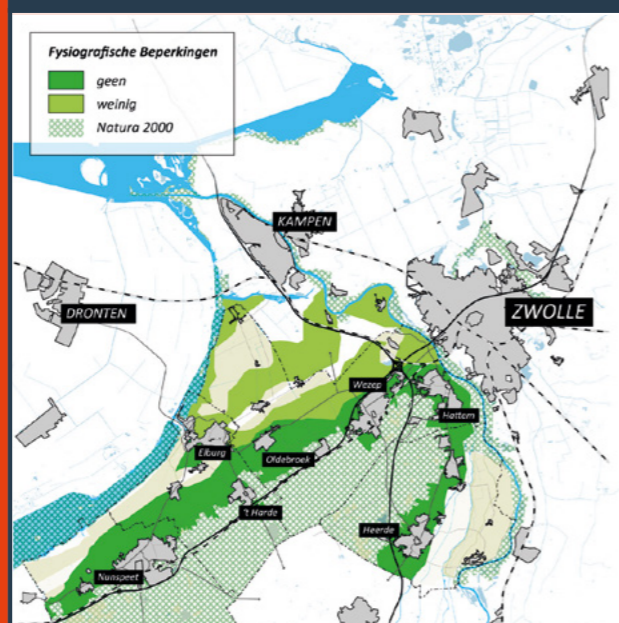 Fysiografische Beperkingen
geen
weinig
Natura 2000
KAMPEN
DRONTEN
ZWOLLE
Wezep
Hattem
Elburg
Oldebroek
't Harde
Heerde
Nunspeet